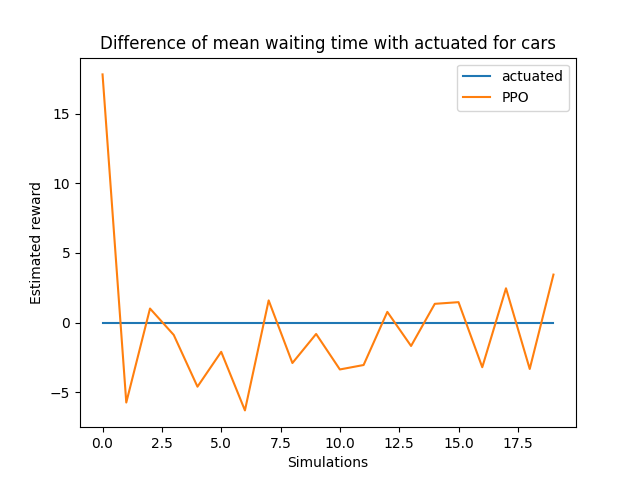 Difference of mean waiting time with actuated for cars
actuated
PPO
Estimated reward
15
10
5
0
−5
0.0 2.5 5.0 7.5 10.0 12.5 15.0 17.5
Simulations